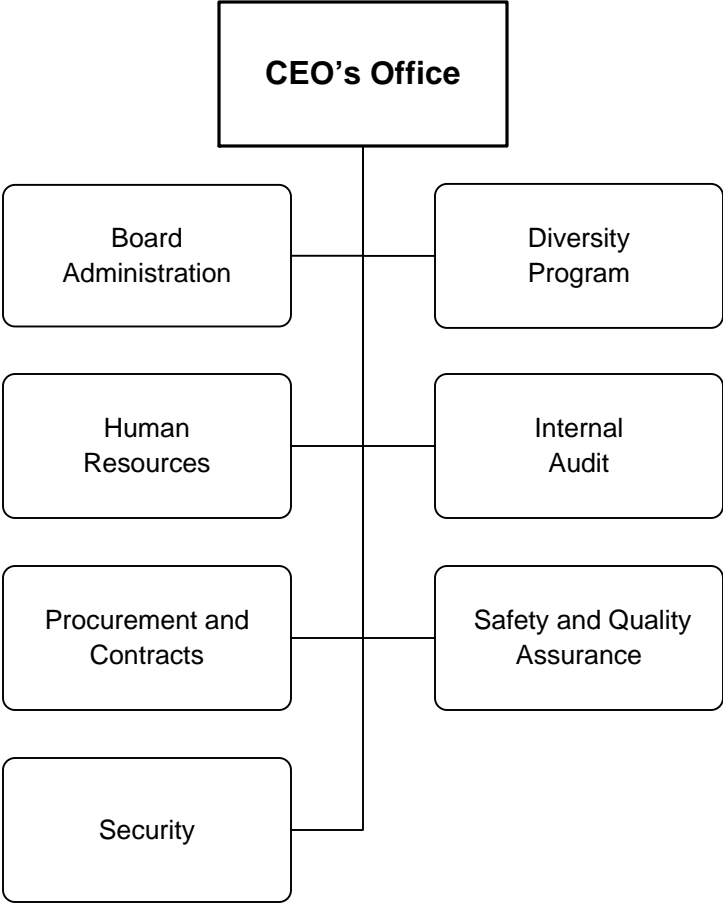 CEO’s Office
Board
Administration
Diversity
Program
Human
Resources
Internal
Audit
Procurement and
Contracts
Safety and Quality
Assurance
Security